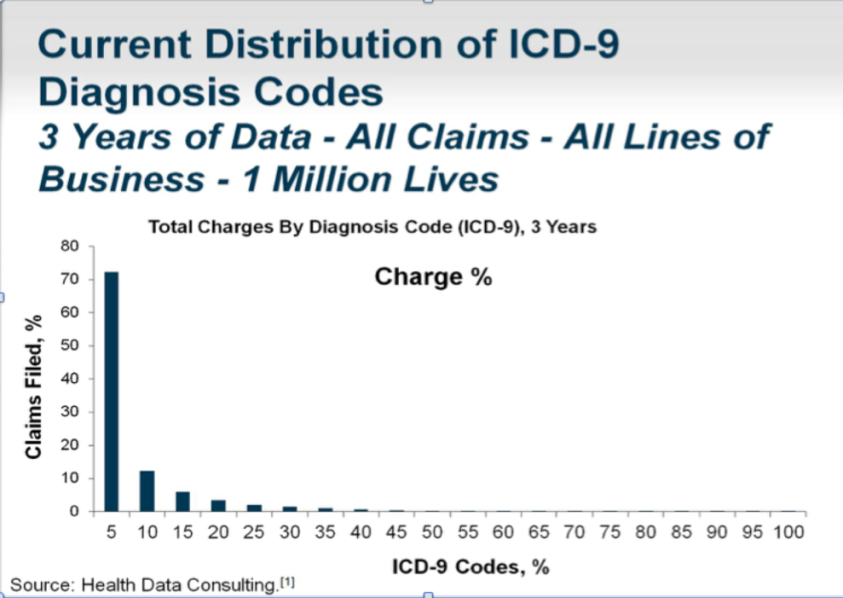 Current Distribution of ICD-9
Diagnosis Codes
3 Years of Data - All Claims - All Lines of
Business - 1 Million Lives
Total Charges By Diagnosis Code (ICD-9), 3 Years
Charge %
Claims Filed, %
80
70
60
50
40
30
20
10
0
5 10 15 20 25 30 35 40 45 50 55 60 65 70 75 80 85 90 95 100
ICD-9 Codes, %
Source: Health Data Consulting.[1]